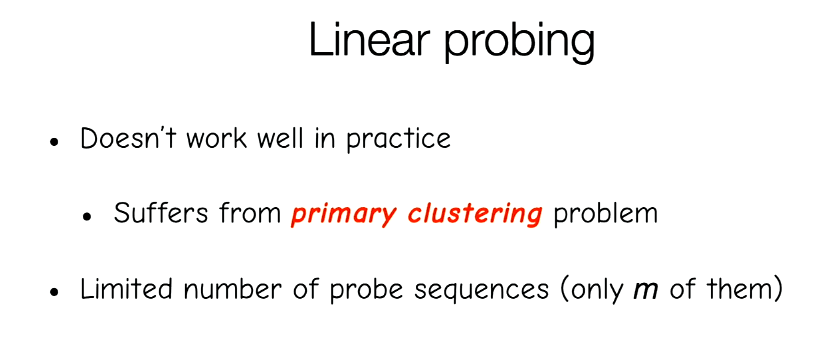 Linear probing
• Doesn't work well in practice
• Suffers from primary clustering problem
• Limited number of probe sequences (only m of them)